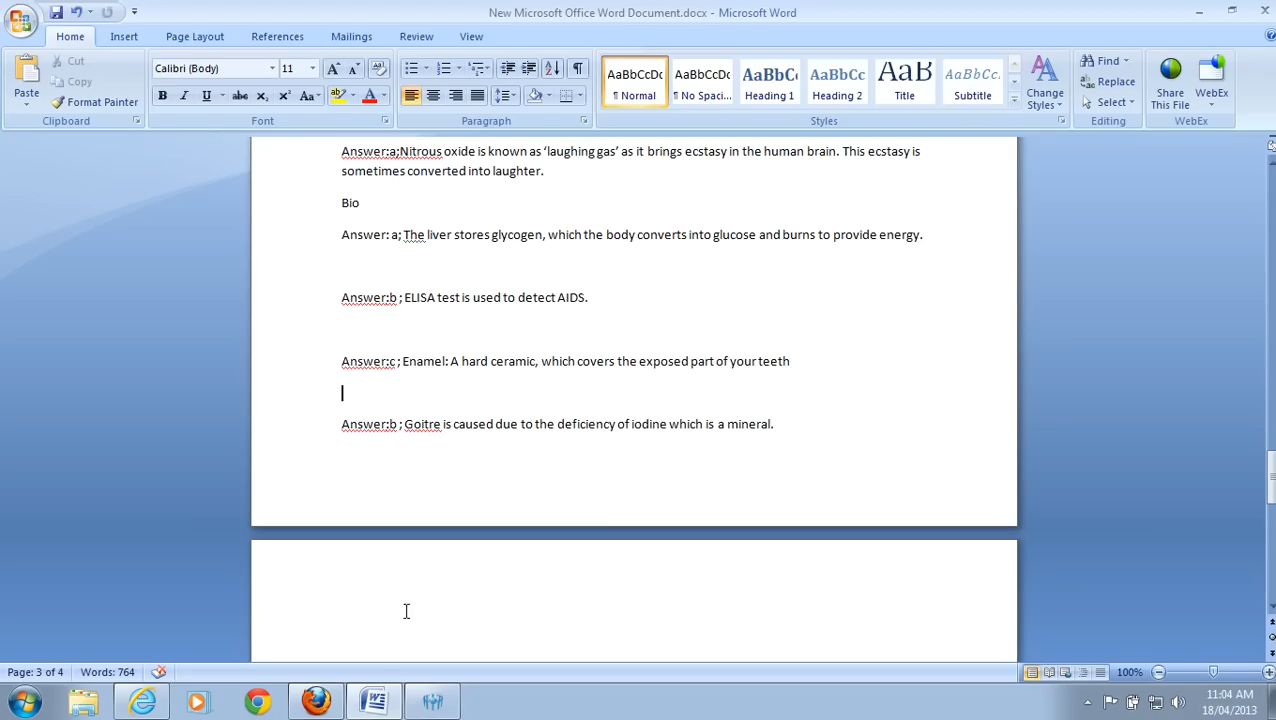 New Microsoft Office Word Document.docx - Microsoft Word
Home Insert Page Layout References Mailings Review View
Paste Cut Copy Format Painter
Calibri (Body) 11
AaBbCcDc AaBbCcDc AaBbCc AaBbCc AaB AaBbCc.
¶ Normal ¶ No Spaci... Heading 1 Heading 2 Title Subtitle
Change Styles
Find Replace Select
Share This File WebEx
Clipboard Font Paragraph Styles Editing WebEx
Answer:a;Nitrous oxide is known as ‘laughing gas’ as it brings ecstasy in the human brain. This ecstasy is
sometimes converted into laughter.
Bio
Answer: a; The liver stores glycogen, which the body converts into glucose and burns to provide energy.
Answer:b ; ELISA test is used to detect AIDS.
Answer:c ; Enamel: A hard ceramic, which covers the exposed part of your teeth
Answer:b ; Goitre is caused due to the deficiency of iodine which is a mineral.
Page: 3 of 4 Words: 764 100%
11:04 AM
18/04/2013